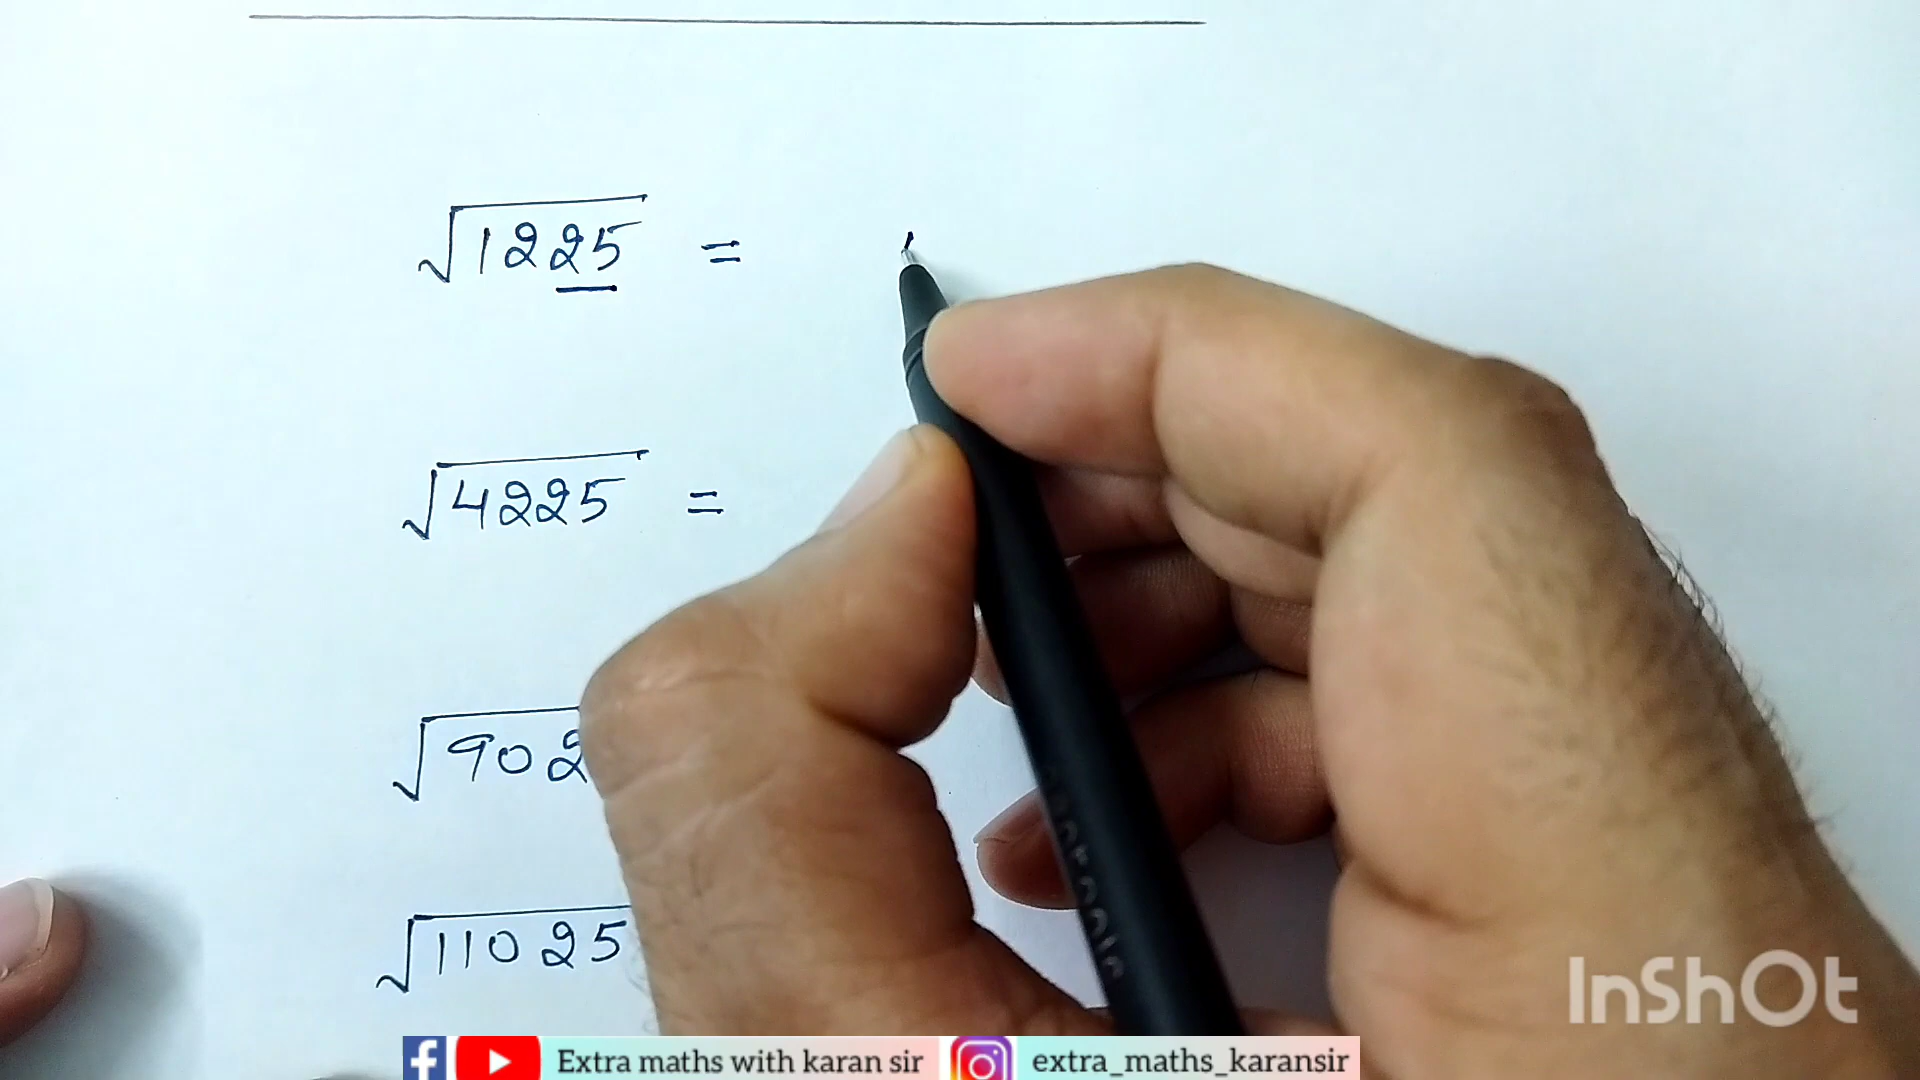 √1225 =
√4225 =
√902
√11025
InShOt
Extra maths with karan sir extra_maths_karansir